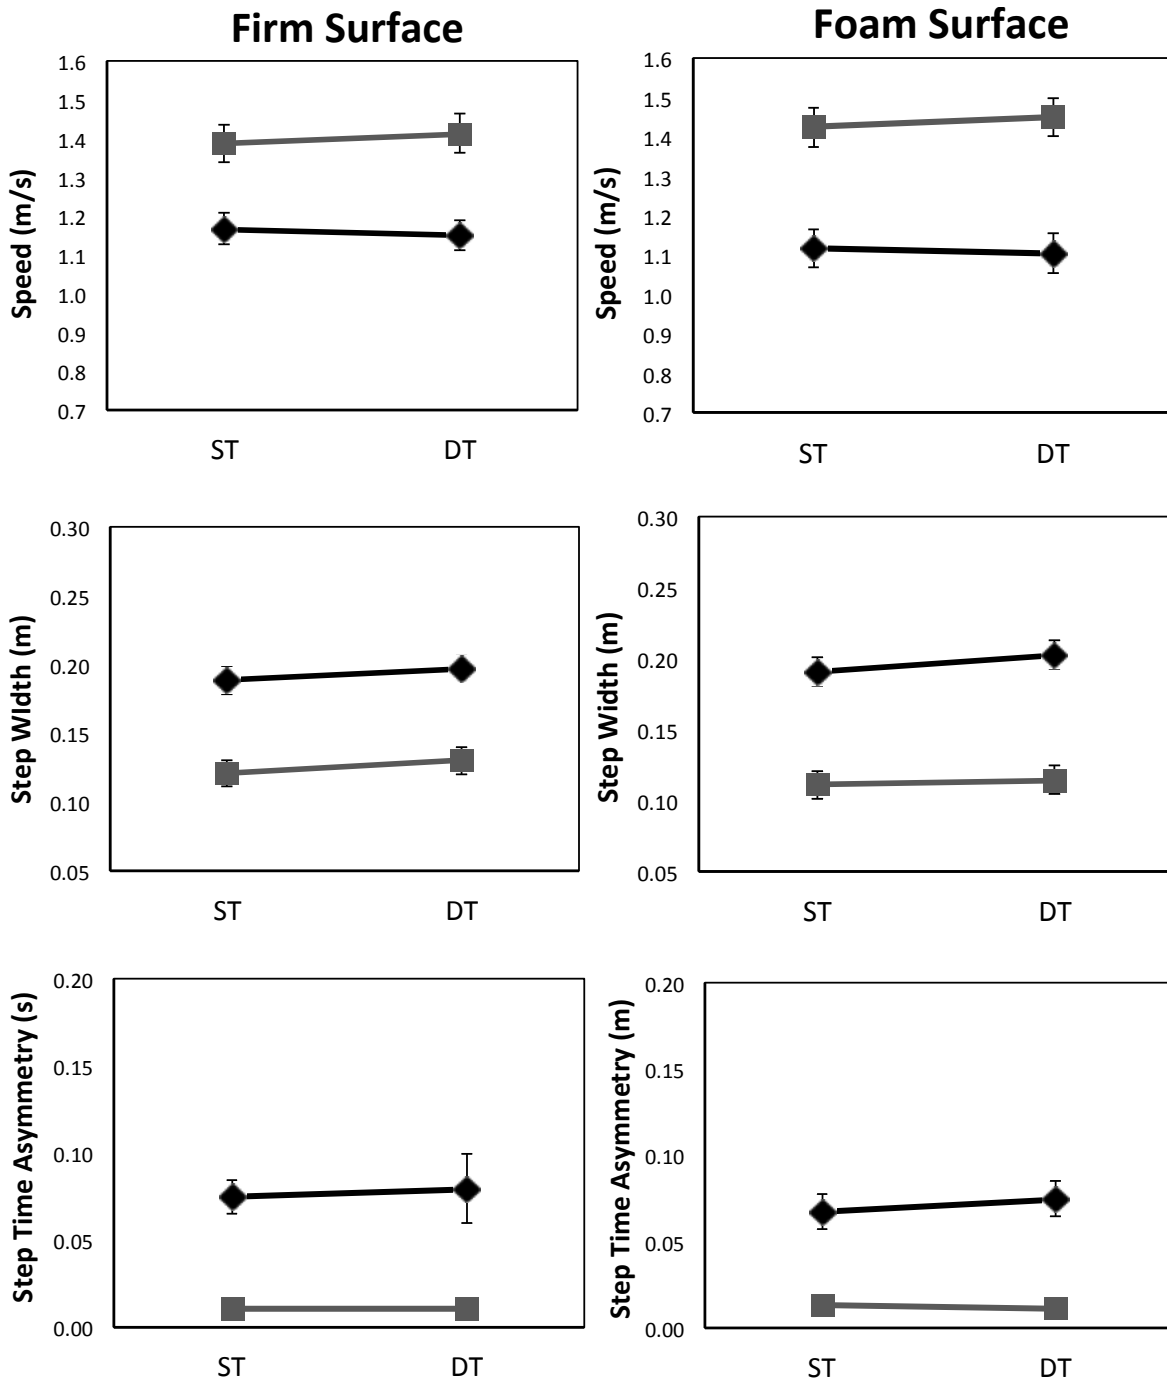 Firm Surface
Foam Surface
Speed (m/s)
1.6
1.5
1.4
1.3
1.2
1.1
1.0
0.9
0.8
0.7
ST
DT
Speed (m/s)
1.6
1.5
1.4
1.3
1.2
1.1
1.0
0.9
0.8
0.7
ST
DT
Step WIdth (m)
0.30
0.25
0.20
0.15
0.10
0.05
ST
DT
Step Width (m)
0.30
0.25
0.20
0.15
0.10
0.05
ST
DT
Step Time Asymmetry (s)
0.20
0.15
0.10
0.05
0.00
ST
DT
Step Time Asymmetry (m)
0.20
0.15
0.10
0.05
0.00
ST
DT